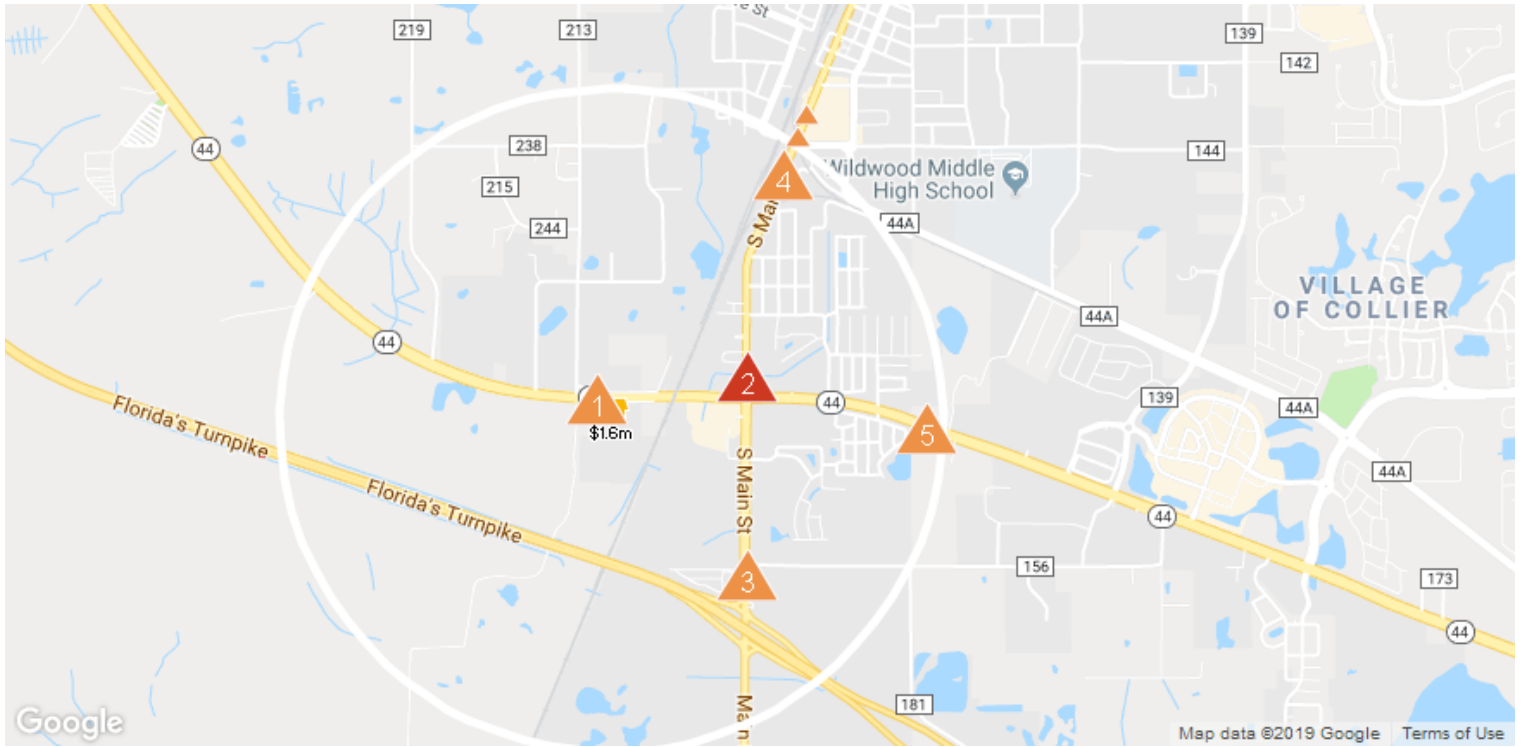 219
213
139
142
44
238
144
Wildwood Middle
High School
215
4
244
44A
S Mai
VILLAGE
OF COLLIER
44A
44
2
1
44
139
44A
$1.6m
5
Florida's Turnpike
S Main St
44A
Florida's Turnpike
44
156
3
173
44
181
Main
Google
Map data ©2019 Google
Terms of Use